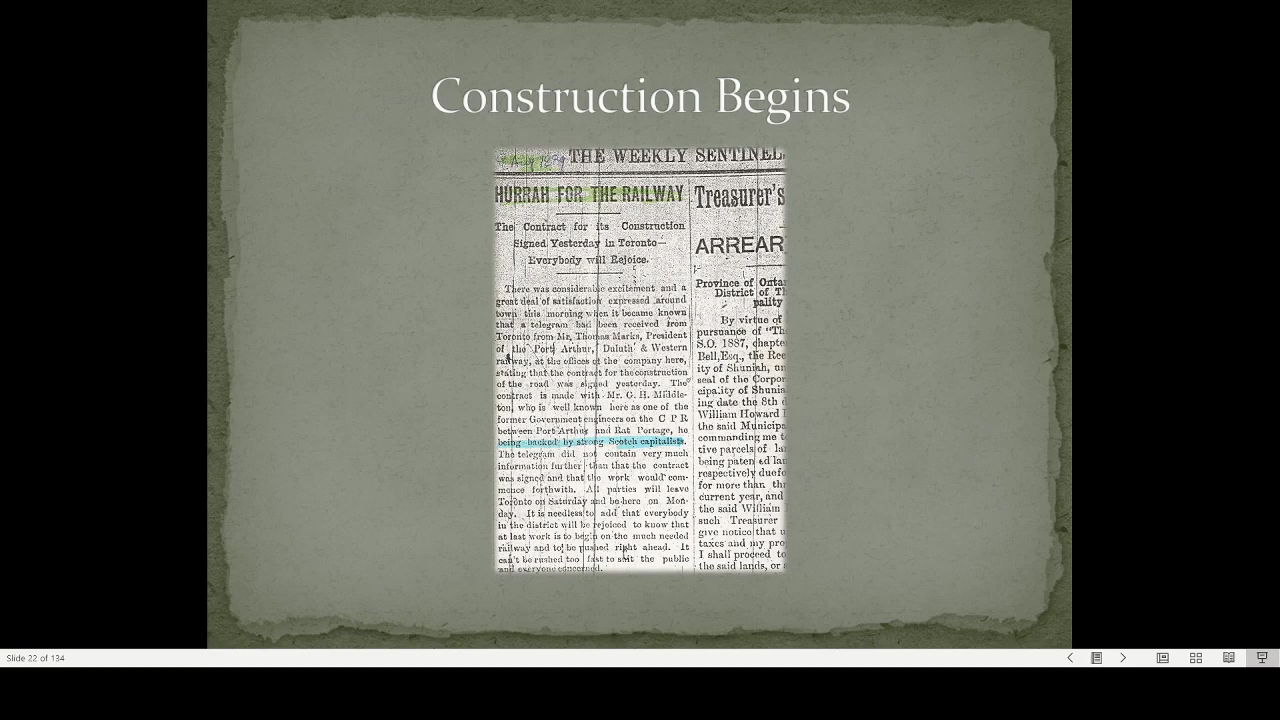 Construction Begins
Aug 1889 THE WEEKLY SENTINEL
HURRAH FOR THE RAILWAY
The Contract for its Construction
Signed Yesterday in Toronto—
Everybody will Rejoice.
There was considerable excitement and a
great deal of satisfaction expressed around
town this morning when it became known
that a telegram had been received from
Toronto from Mr, Thomas Marks, President
of the Port Arthur, Duluth & Western
railway, at the offices of the company here,
stating that the contract for the construction
of the road was signed yesterday. The
contract is made with Mr. G. H. Middle-
ton, who is well known here as one of the
former Government engineers on the C P R
between Port Arthur and Rat Portage, he
being backed by strong Scotch capitalists.
The telegram did not contain very much
information further than that the contract
was signed and that the work would com-
mence forthwith. All parties will leave
Toronto on Saturday and be here on Mon-
day. It is needless to add that everybody
in the district will be rejoiced to know that
at last work is to begin on the much needed
railway and to be pushed right ahead. It
can't be rushed too fast to suit the public
and everyone concerned.
Treasurer's
ARREAR
Province of Onta
District of Th
pality
By virtue of
pursuance of "Th
S.O. 1887, chapte
Bell,Esq., the Ree
ity of Shuniah, un
seal of the Corpor
cipality of Shunia
ing date the 8th d
William Howard
the said Municipa
commanding me to
tive parcels of la
being paten ed lan
respectively due fo
for more than thr
current year, and
the said William
such Treasurer
give notice that u
taxes and my pro
I shall proceed to
the said lands, or
Slide 22 of 134